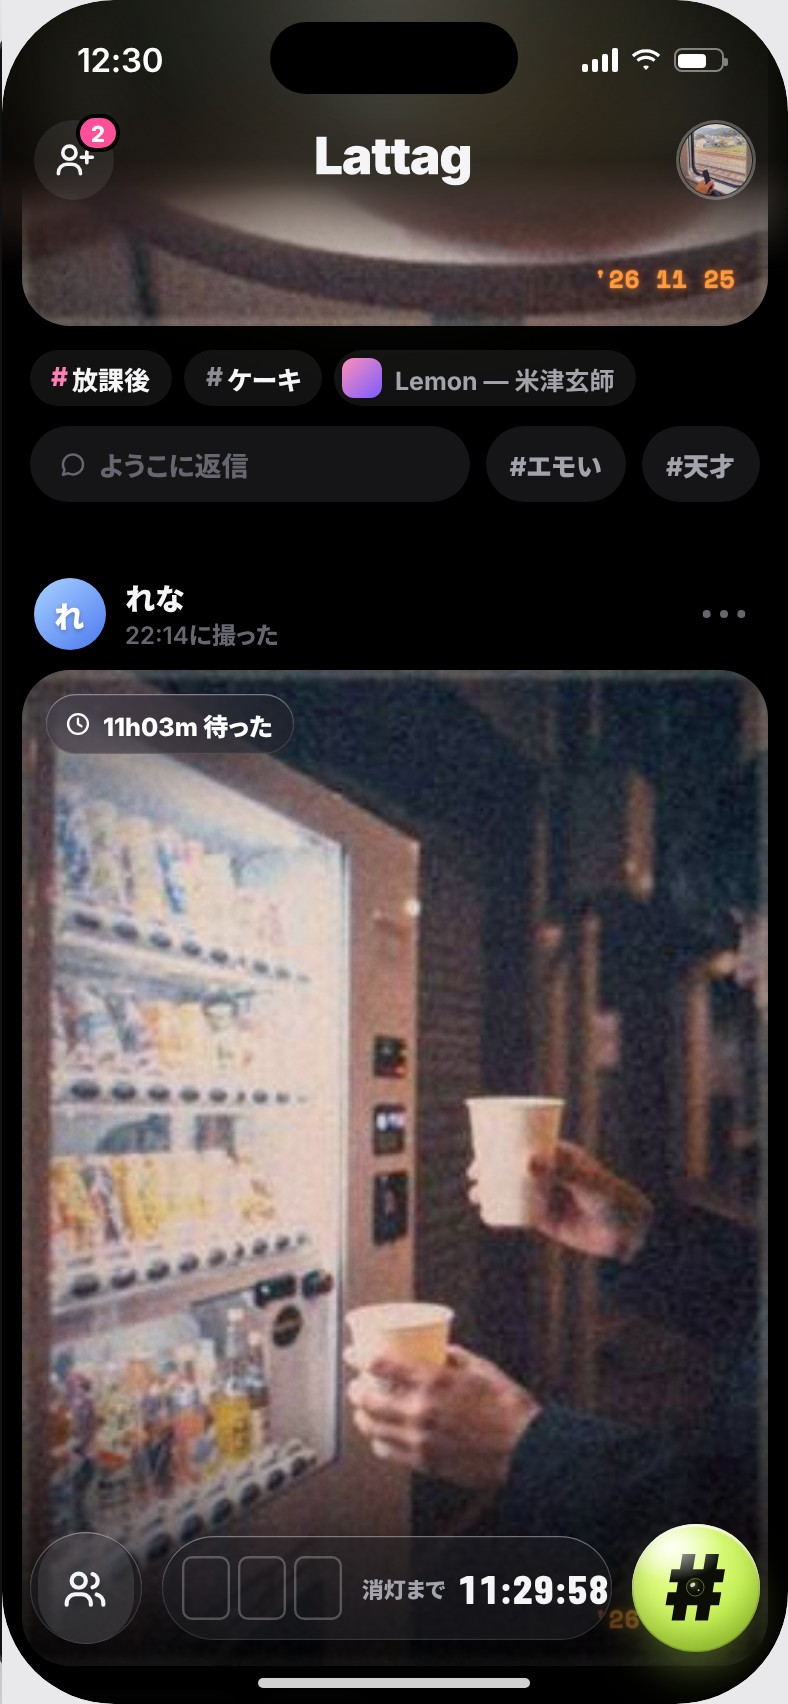 12:30
2
Lattag
'26 11 25
#放課後 #ケーキ Lemon — 米津玄師
ようこに返信 #エモい #天才
れ
れな
22:14に撮った
11h03m 待った
消灯まで 11:29:58
#
'26